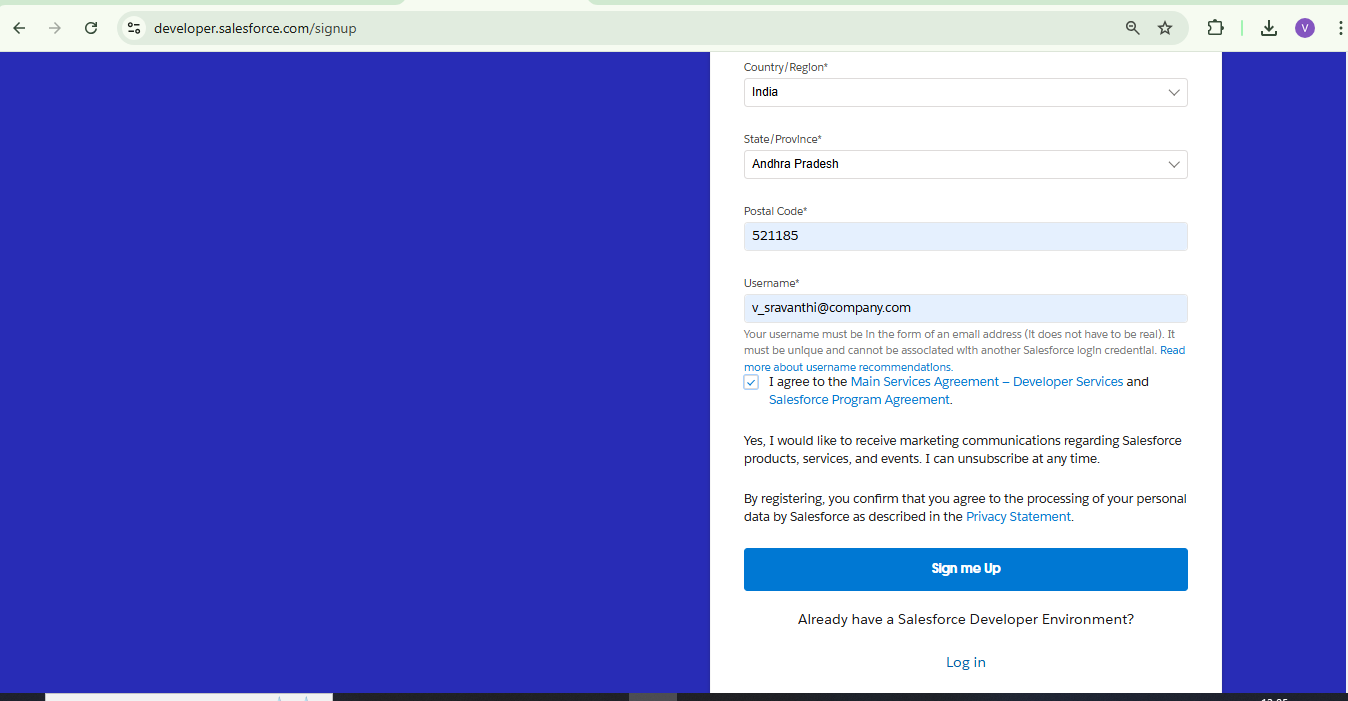 developer.salesforce.com/signup
V
Country/Region*
India
State/Province*
Andhra Pradesh
Postal Code*
521185
Username*
v_sravanthi@company.com
Your username must be in the form of an email address (it does not have to be real). It
must be unique and cannot be associated with another Salesforce login credential. Read
more about username recommendations.
I agree to the Main Services Agreement – Developer Services and
Salesforce Program Agreement.
Yes, I would like to receive marketing communications regarding Salesforce
products, services, and events. I can unsubscribe at any time.
By registering, you confirm that you agree to the processing of your personal
data by Salesforce as described in the Privacy Statement.
Sign me Up
Already have a Salesforce Developer Environment?
Log in